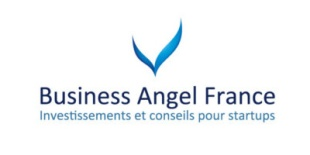 Business Angel France
Investissements et conseils pour startups